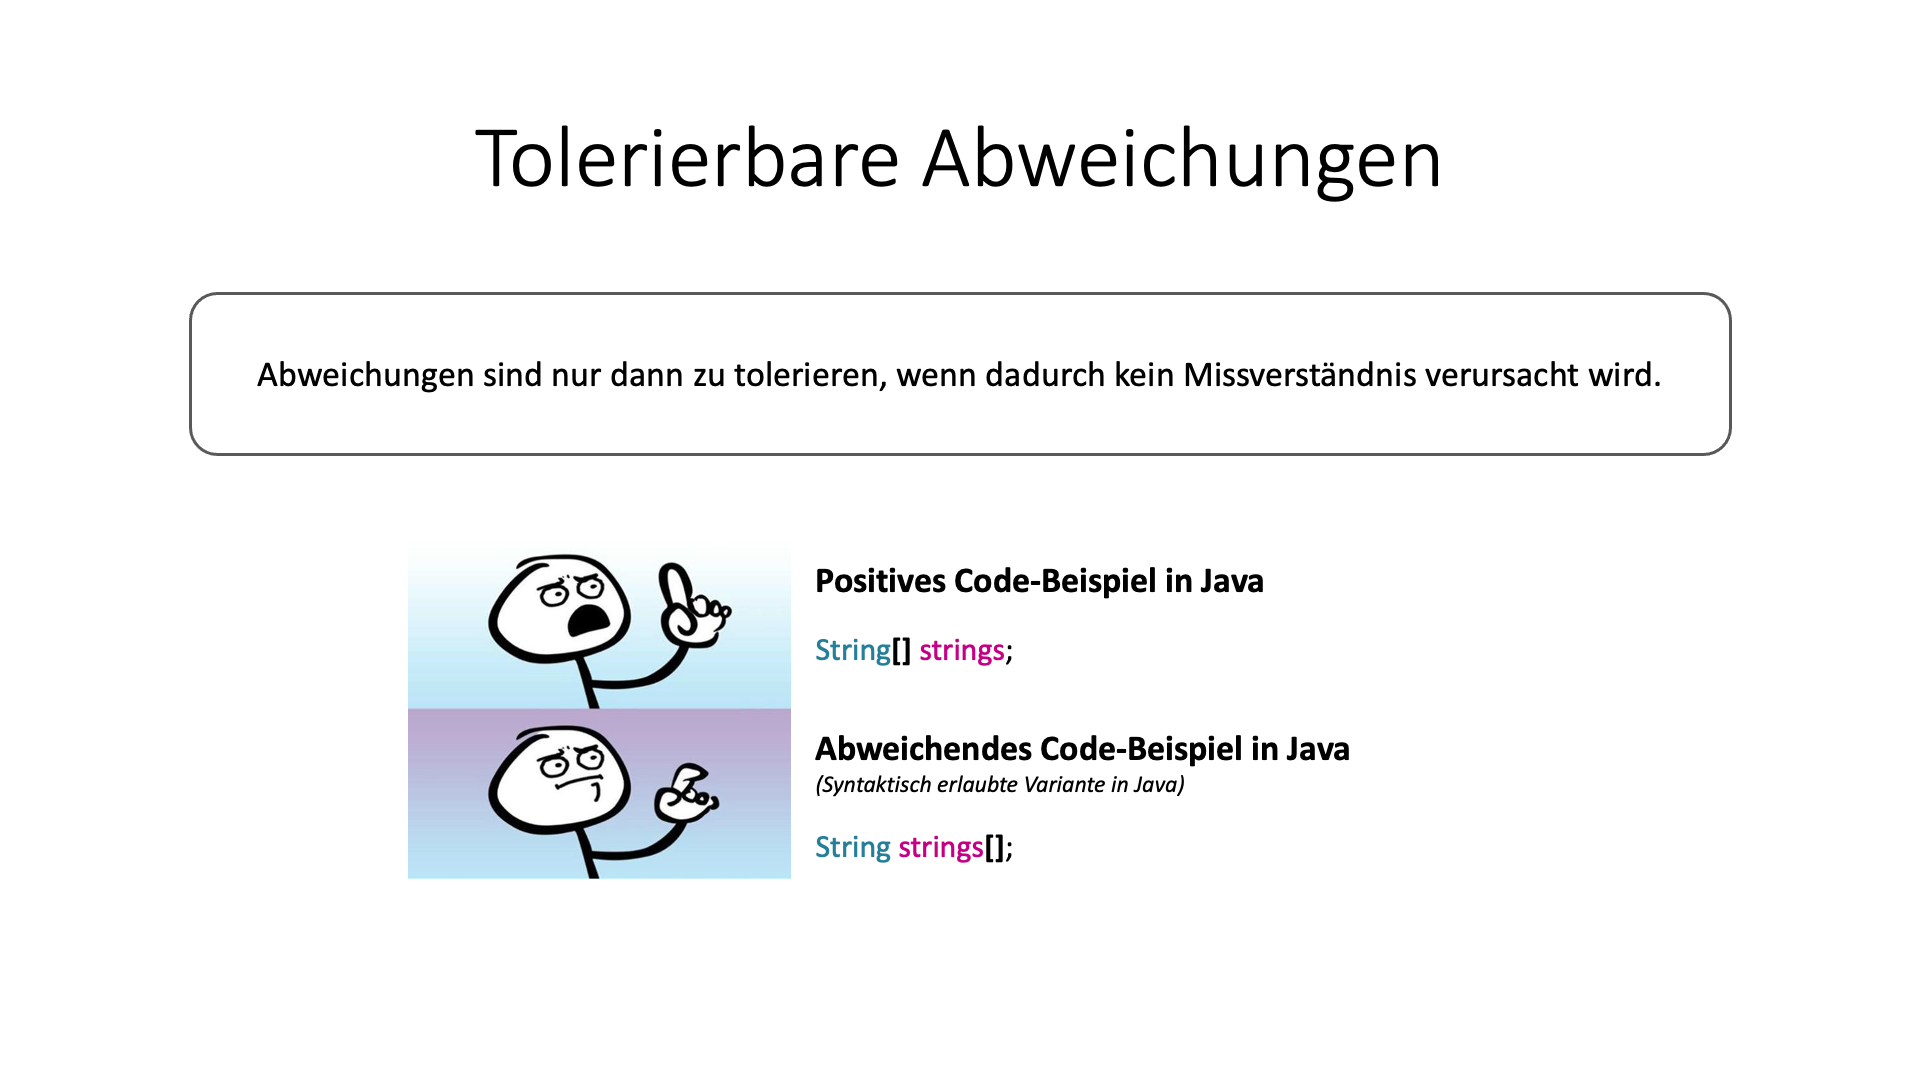 Tolerierbare Abweichungen
Abweichungen sind nur dann zu tolerieren, wenn dadurch kein Missverständnis verursacht wird.
Positives Code-Beispiel in Java
String[] strings;
Abweichendes Code-Beispiel in Java
(Syntaktisch erlaubte Variante in Java)
String strings[];